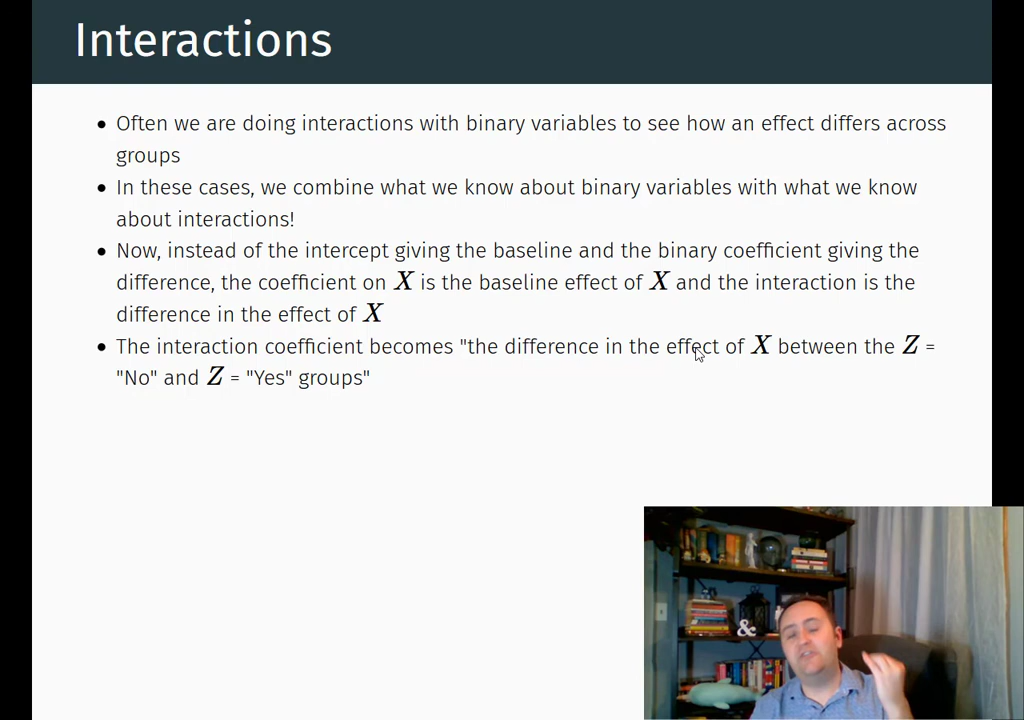 Interactions
• Often we are doing interactions with binary variables to see how an effect differs across
groups
• In these cases, we combine what we know about binary variables with what we know
about interactions!
• Now, instead of the intercept giving the baseline and the binary coefficient giving the
difference, the coefficient on X is the baseline effect of X and the interaction is the
difference in the effect of X
• The interaction coefficient becomes "the difference in the effect of X between the Z =
"No" and Z = "Yes" groups"
&